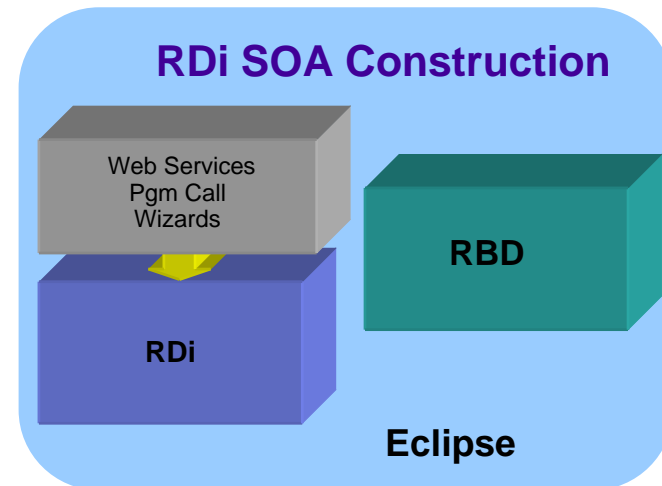 RDi SOA Construction
Web Services
Pgm Call
Wizards
RBD
RDi
Eclipse